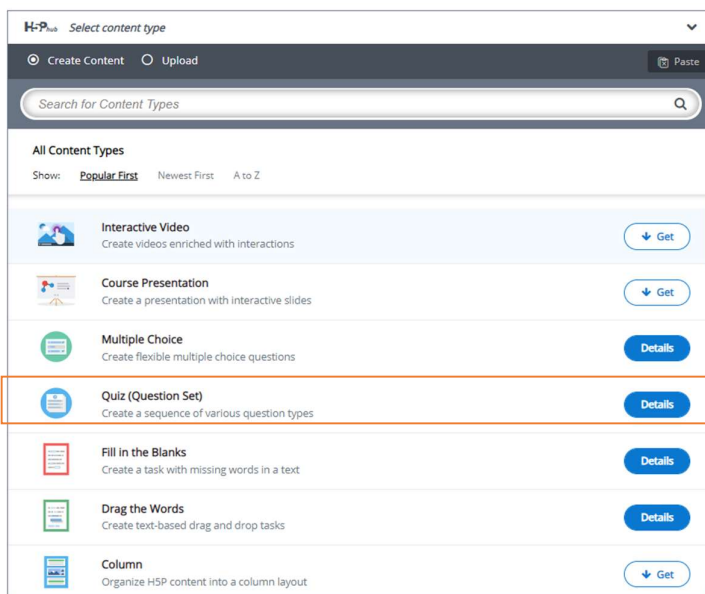 H5Phub Select content type
Create Content Upload Paste
Search for Content Types
All Content Types
Show: Popular First Newest First A to Z
Interactive Video
Create videos enriched with interactions
Get
Course Presentation
Create a presentation with interactive slides
Get
Multiple Choice
Create flexible multiple choice questions
Details
Quiz (Question Set)
Create a sequence of various question types
Details
Fill in the Blanks
Create a task with missing words in a text
Details
Drag the Words
Create text-based drag and drop tasks
Details
Column
Organize H5P content into a column layout
Get